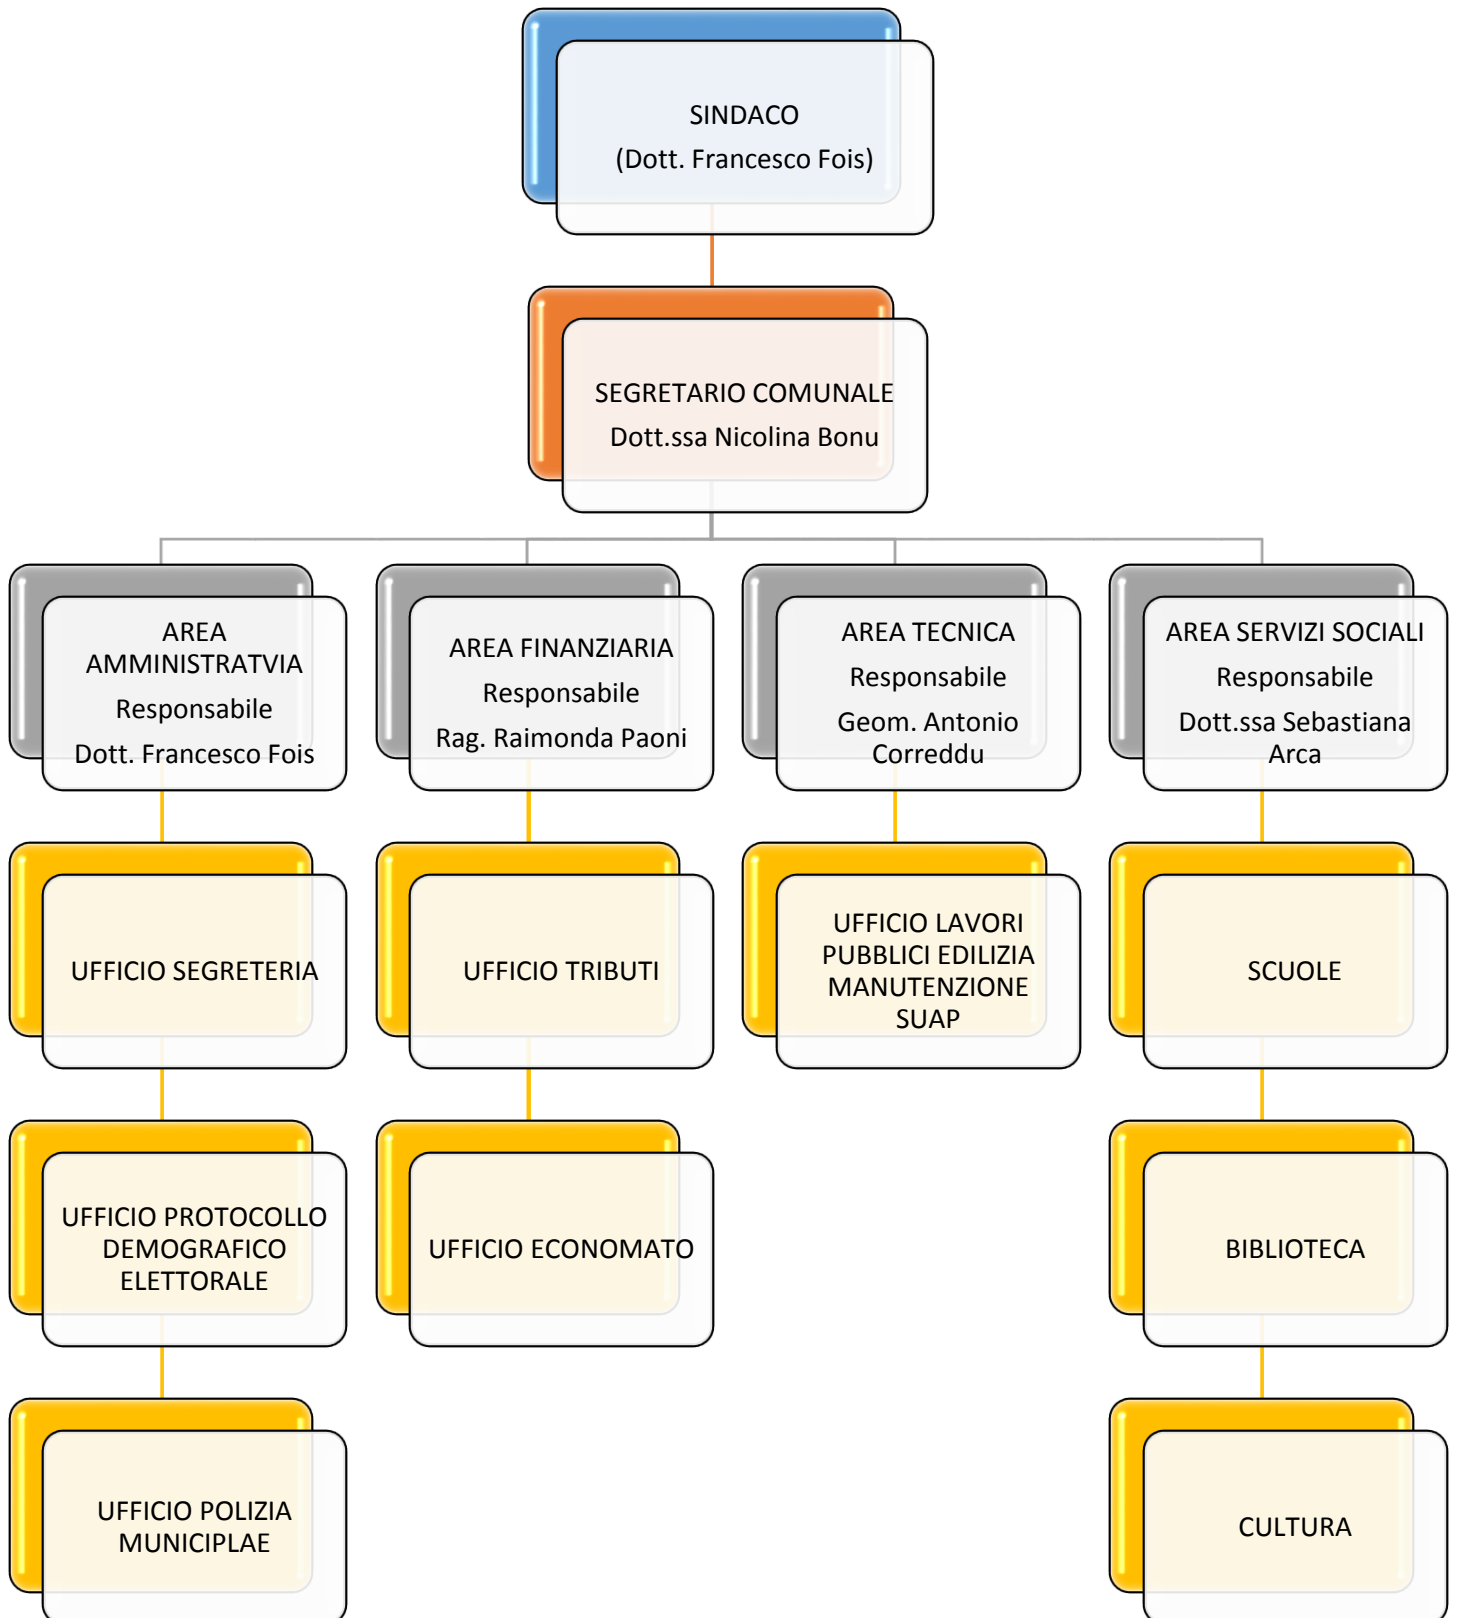 SINDACO
(Dott. Francesco Fois)
SEGRETARIO COMUNALE
Dott.ssa Nicolina Bonu
AREA
AMMINISTRATVIA
Responsabile
Dott. Francesco Fois
AREA FINANZIARIA
Responsabile
Rag. Raimonda Paoni
AREA TECNICA
Responsabile
Geom. Antonio
Correddu
AREA SERVIZI SOCIALI
Responsabile
Dott.ssa Sebastiana
Arca
UFFICIO SEGRETERIA
UFFICIO TRIBUTI
UFFICIO LAVORI
PUBBLICI EDILIZIA
MANUTENZIONE
SUAP
SCUOLE
UFFICIO PROTOCOLLO
DEMOGRAFICO
ELETTORALE
UFFICIO ECONOMATO
BIBLIOTECA
UFFICIO POLIZIA
MUNICIPLAE
CULTURA